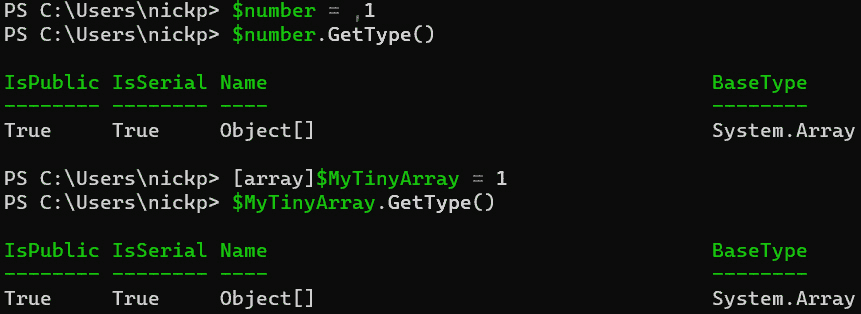 PS C:\Users\nickp> $number = ,1
PS C:\Users\nickp> $number.GetType()
IsPublic IsSerial Name                                     BaseType
-------- -------- ----                                     --------
True     True     Object[]                                 System.Array
PS C:\Users\nickp> [array]$MyTinyArray = 1
PS C:\Users\nickp> $MyTinyArray.GetType()
IsPublic IsSerial Name                                     BaseType
-------- -------- ----                                     --------
True     True     Object[]                                 System.Array